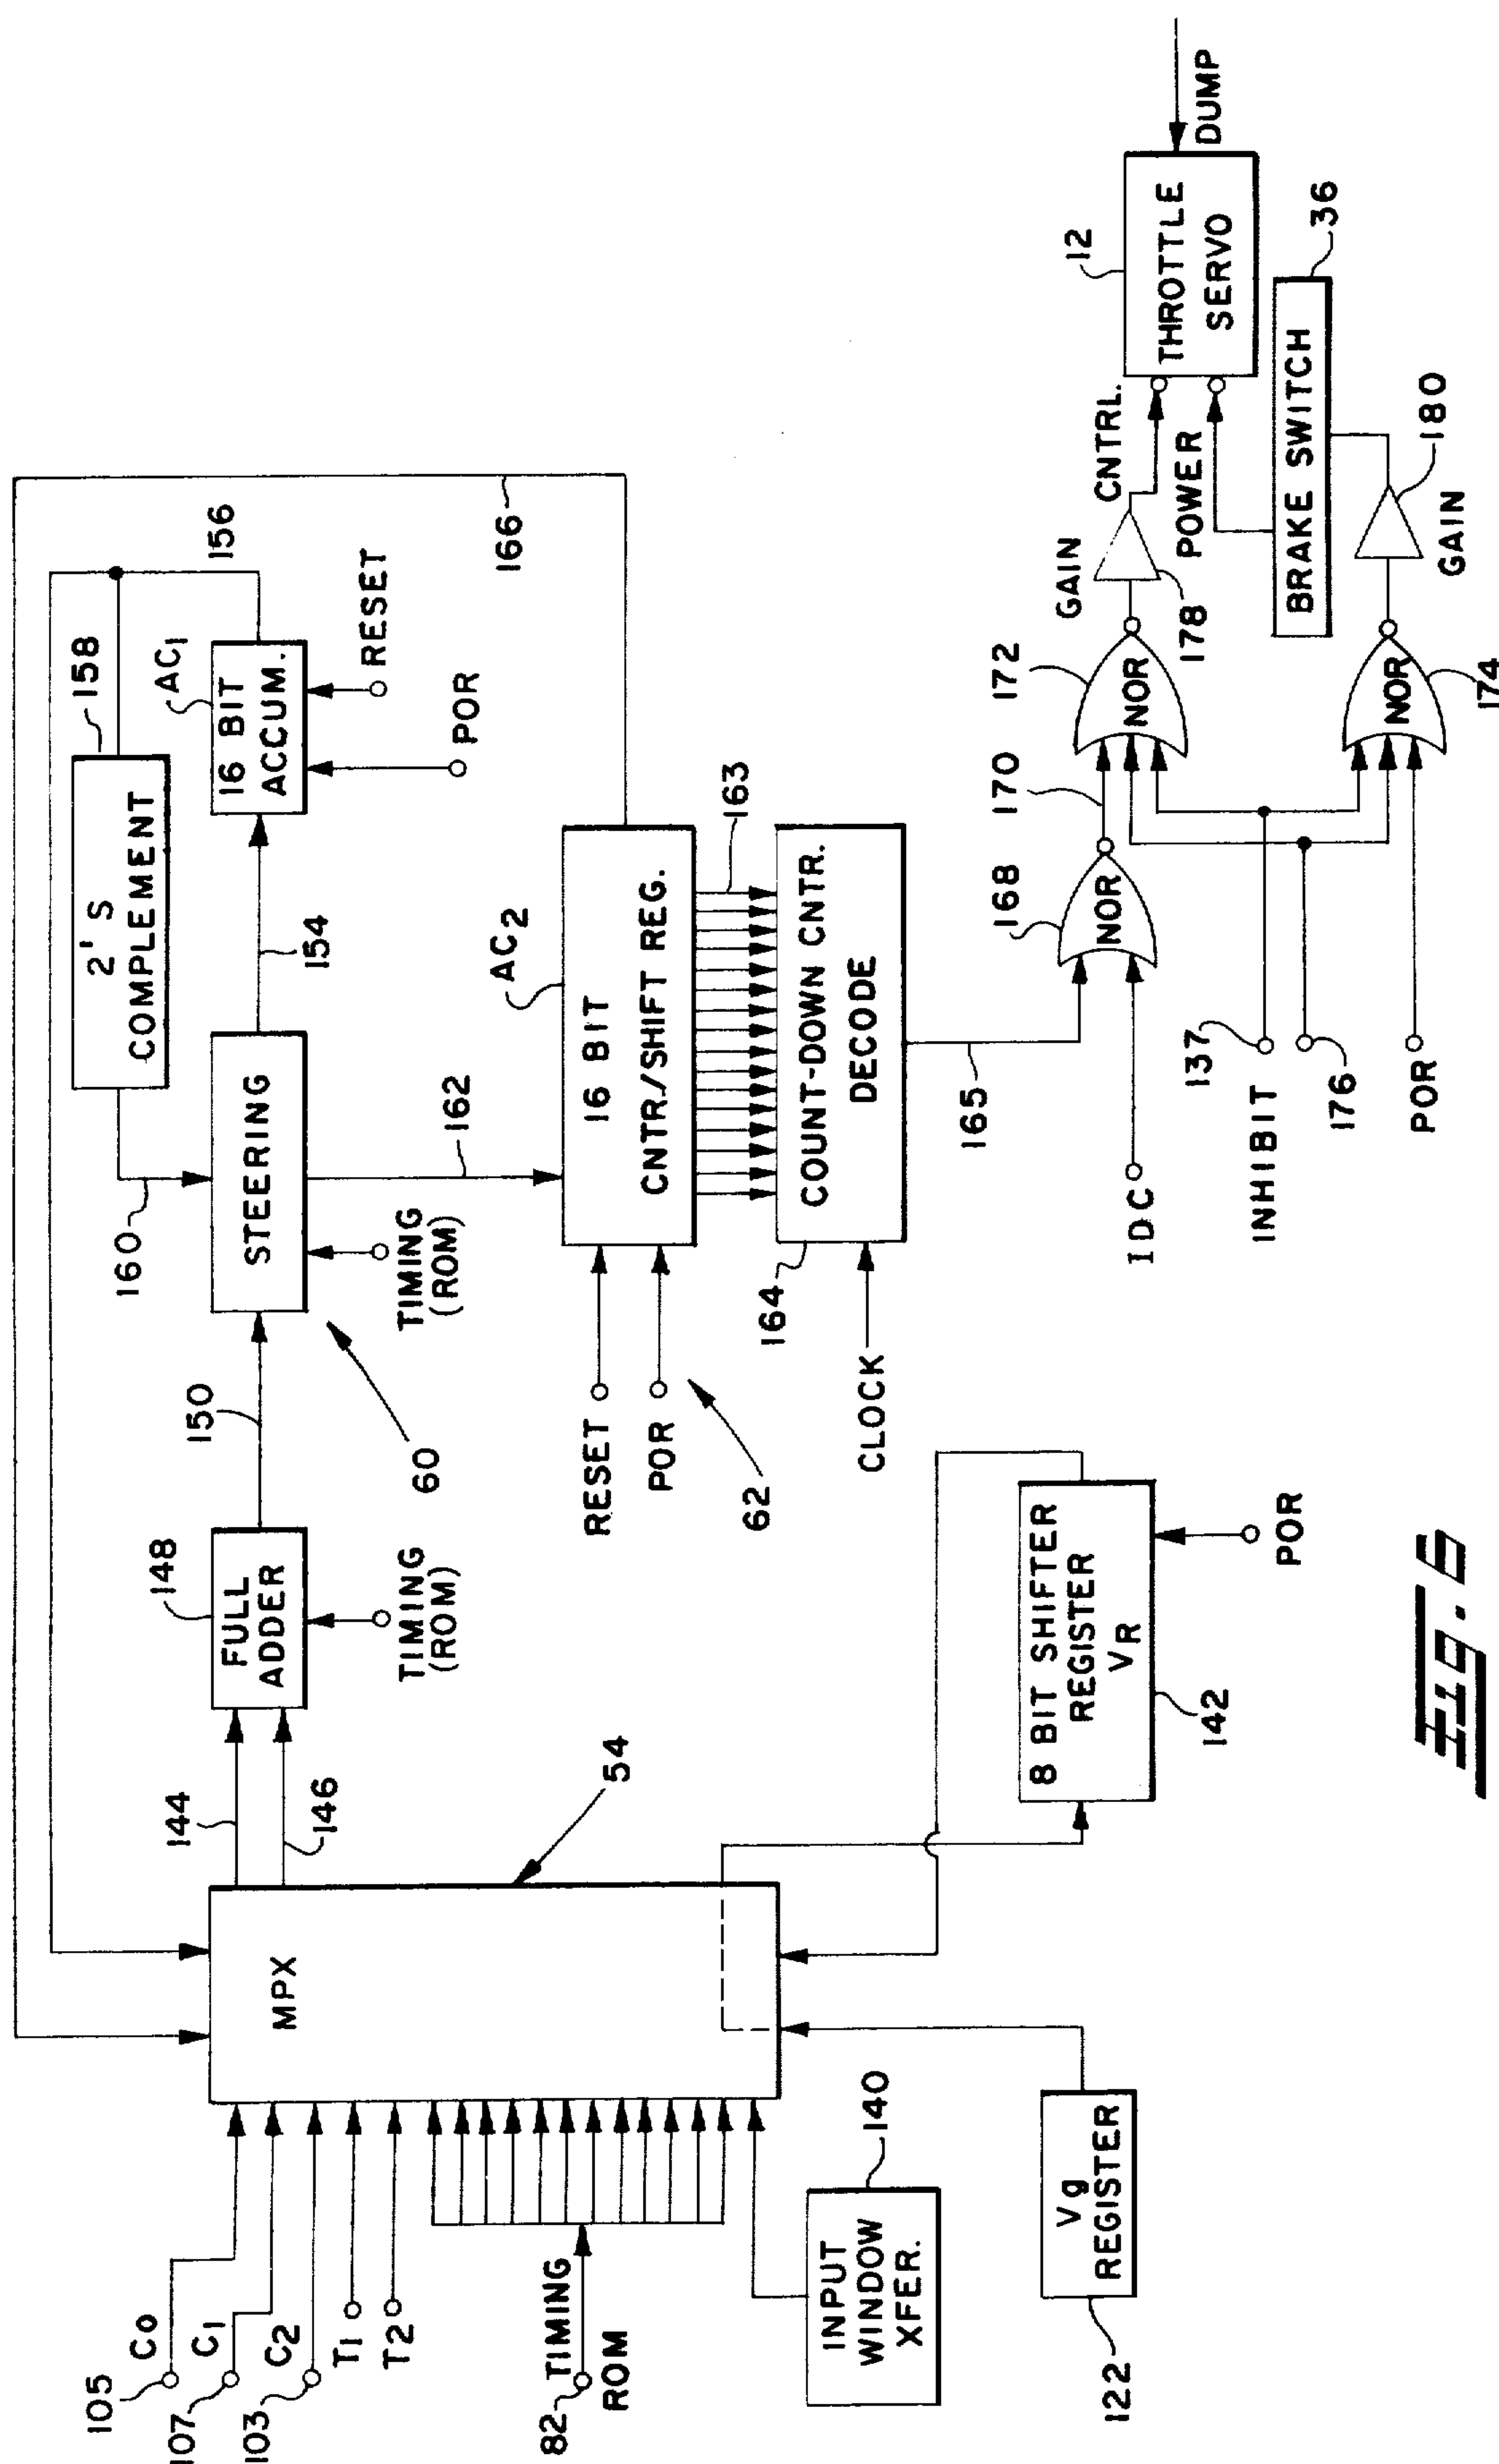 105
Co
107
C1
103
C2
T1
T2
82
TIMING
ROM
INPUT
WINDOW
XFER.
140
Vg
REGISTER
122
MPX
54
144
146
FULL
ADDER
148
TIMING
(ROM)
150
60
STEERING
TIMING
(ROM)
160
2'S
COMPLEMENT
158
154
16 BIT
ACCUM.
AC1
156
POR
RESET
162
166
RESET
POR
62
16 BIT
CNTR./SHIFT REG.
AC2
163
COUNT-DOWN CNTR.
DECODE
164
CLOCK
165
8 BIT SHIFTER
REGISTER
VR
142
POR
IDC
168
NOR
170
172
NOR
GAIN
178
CNTRL.
POWER
137
INHIBIT
176
POR
NOR
174
GAIN
180
BRAKE SWITCH
36
12
THROTTLE
SERVO
DUMP
FIG. 6